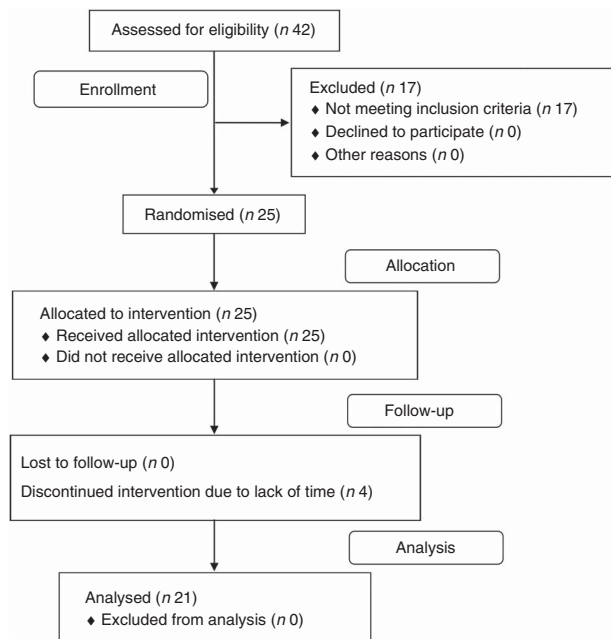 Assessed for eligibility (n 42)
Enrollment
Excluded (n 17)
♦ Not meeting inclusion criteria (n 17)
♦ Declined to participate (n 0)
♦ Other reasons (n 0)
Randomised (n 25)
Allocation
Allocated to intervention (n 25)
♦ Received allocated intervention (n 25)
♦ Did not receive allocated intervention (n 0)
Follow-up
Lost to follow-up (n 0)
Discontinued intervention due to lack of time (n 4)
Analysis
Analysed (n 21)
♦ Excluded from analysis (n 0)